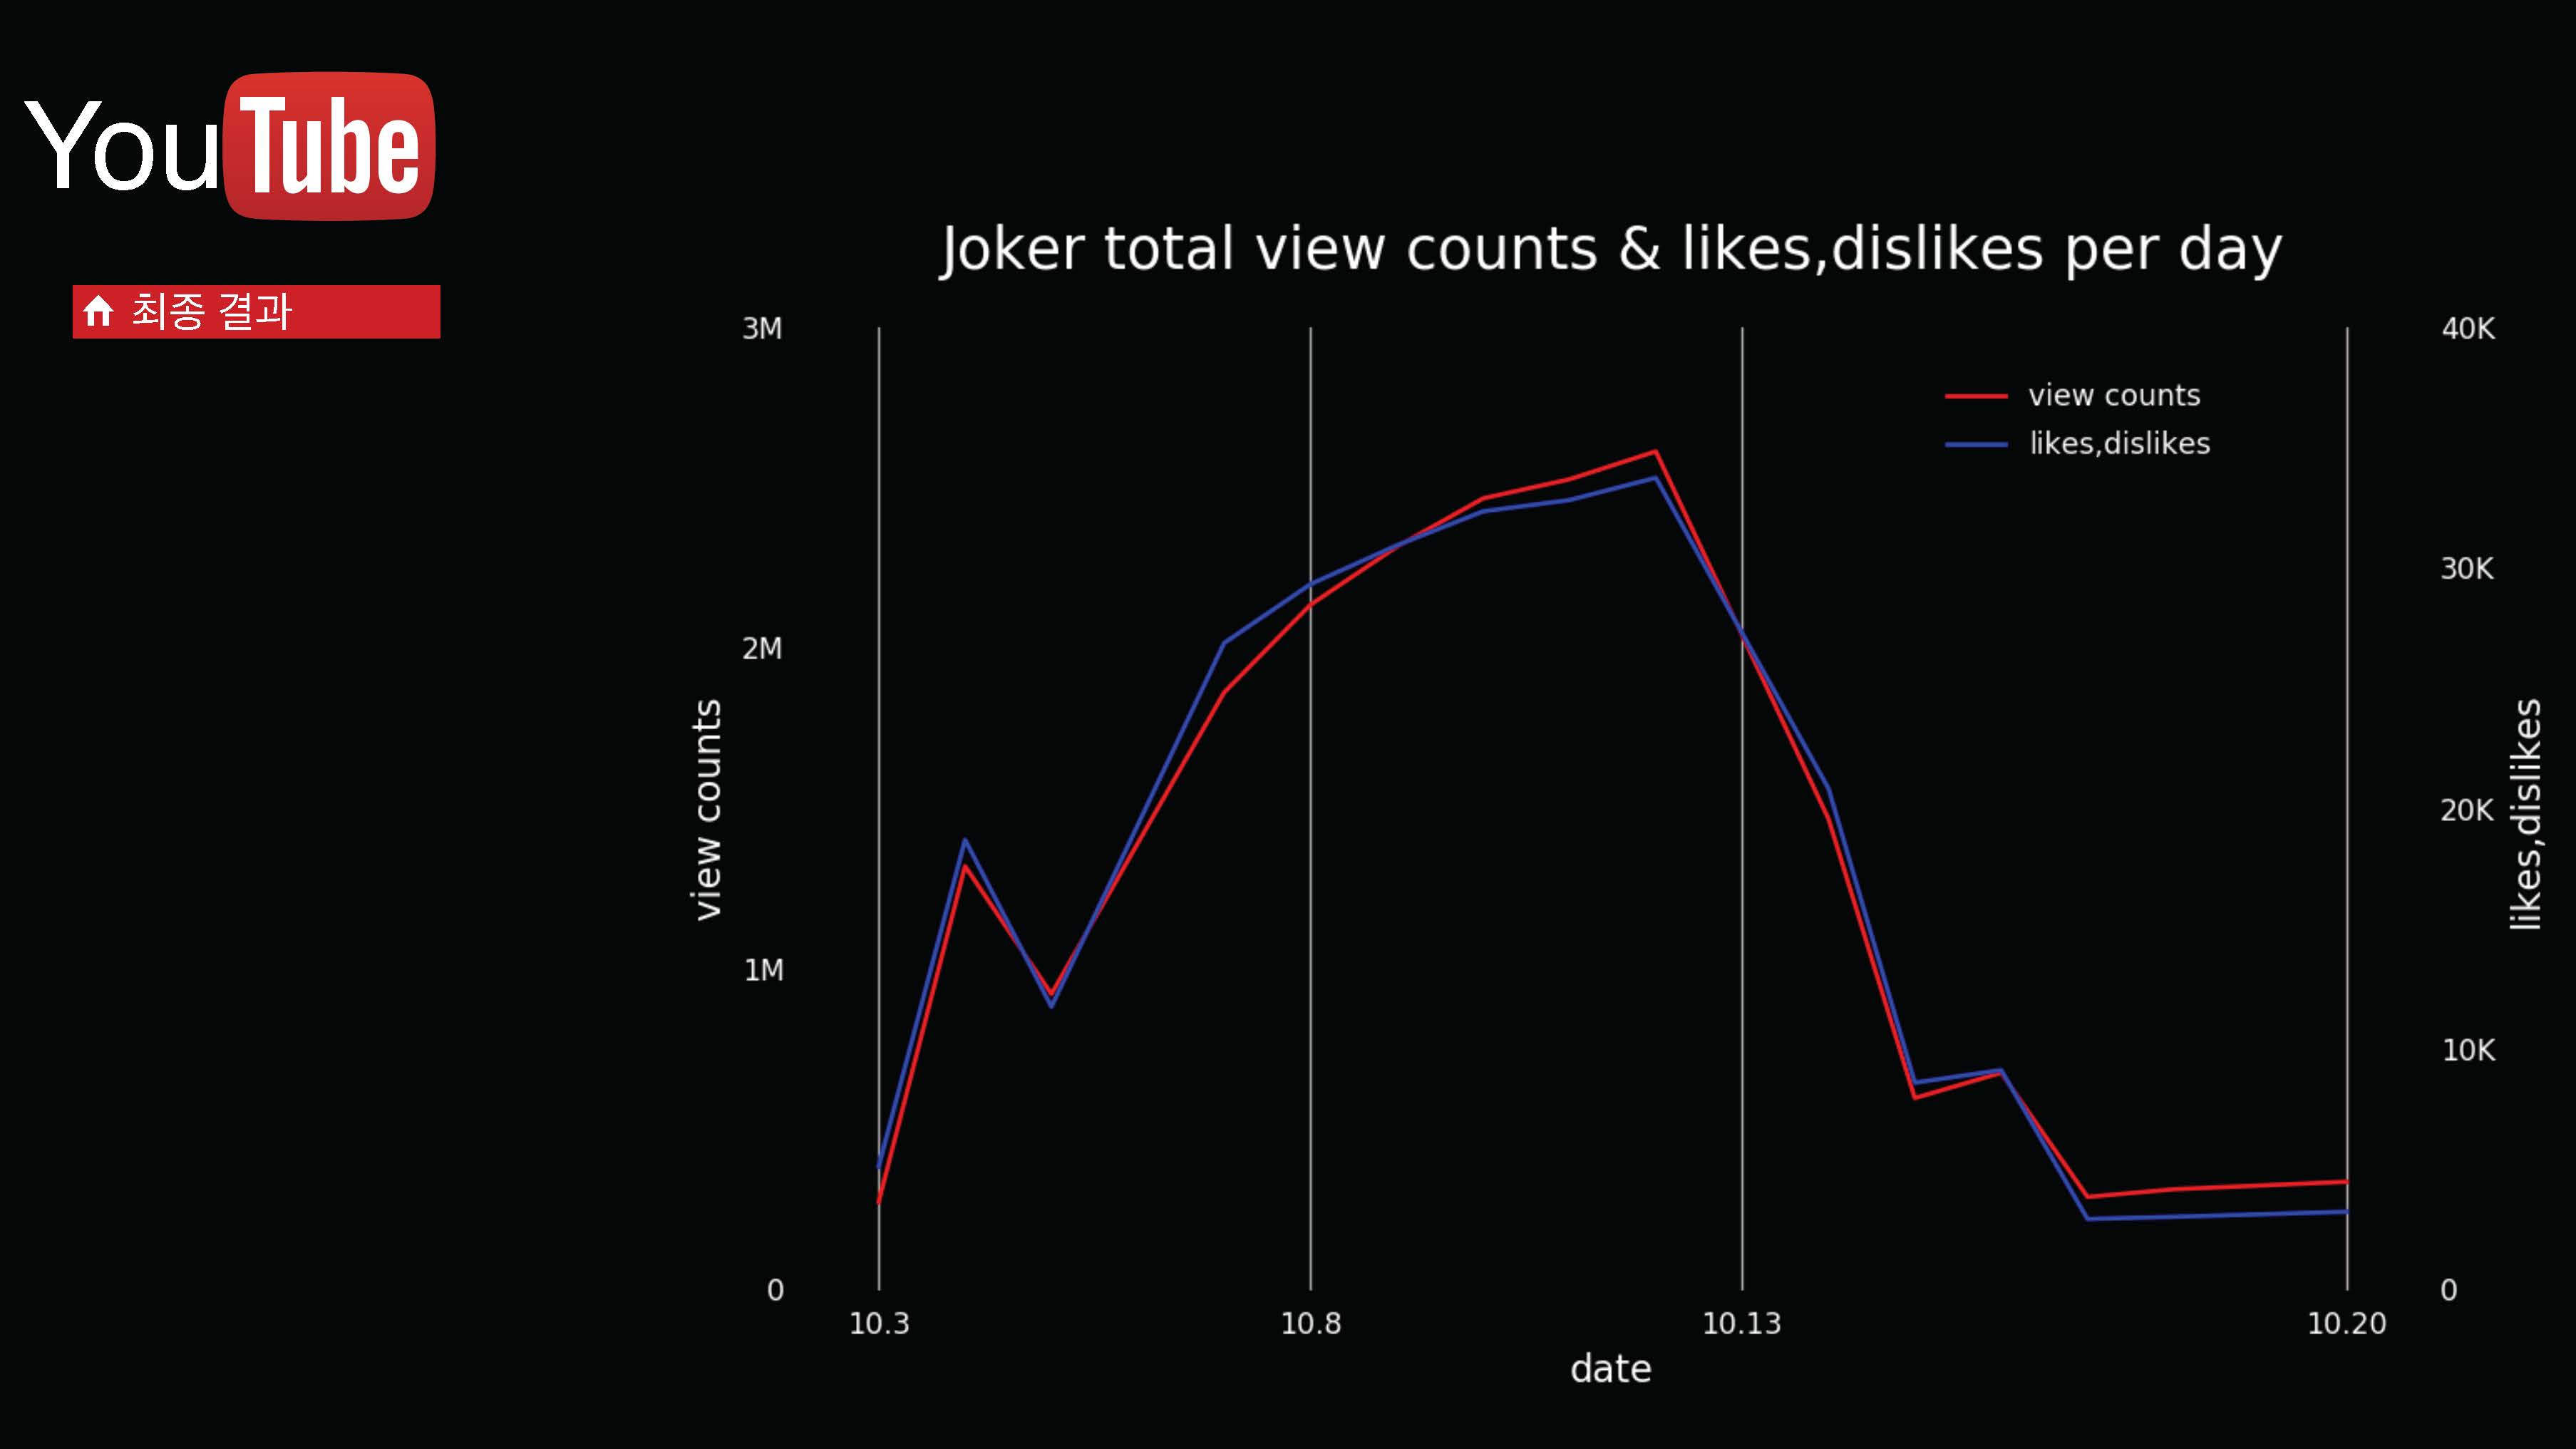 YouTube
최종 결과
Joker total view counts & likes,dislikes per day
3M
2M
1M
0
view counts
view counts
likes,dislikes
40K
30K
20K
10K
0
likes,dislikes
10.3 10.8 10.13 10.20
date